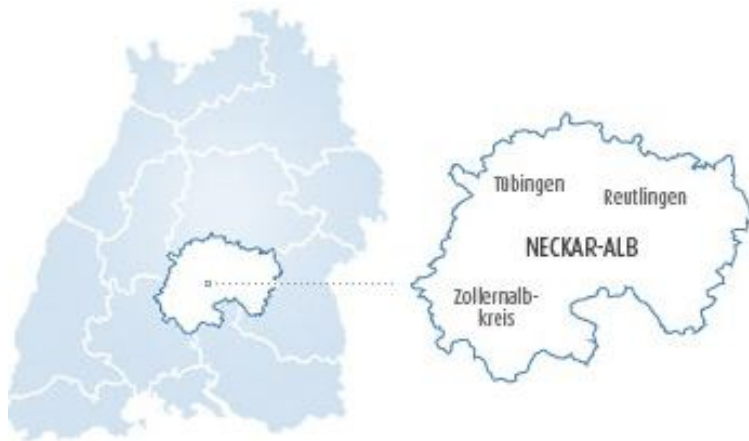 Tübingen
Reutlingen
NECKAR-ALB
Zollernalb-
kreis